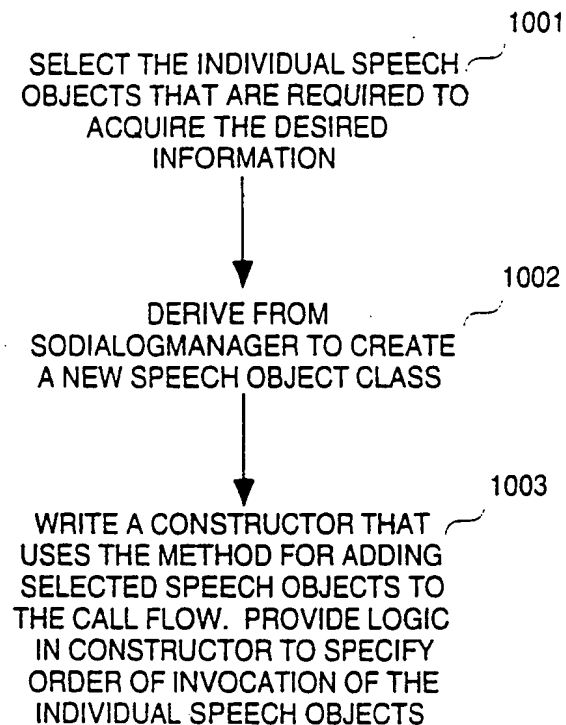 1001
SELECT THE INDIVIDUAL SPEECH
OBJECTS THAT ARE REQUIRED TO
ACQUIRE THE DESIRED
INFORMATION
1002
DERIVE FROM
SODIALOGMANAGER TO CREATE
A NEW SPEECH OBJECT CLASS
1003
WRITE A CONSTRUCTOR THAT
USES THE METHOD FOR ADDING
SELECTED SPEECH OBJECTS TO
THE CALL FLOW. PROVIDE LOGIC
IN CONSTRUCTOR TO SPECIFY
ORDER OF INVOCATION OF THE
INDIVIDUAL SPEECH OBJECTS